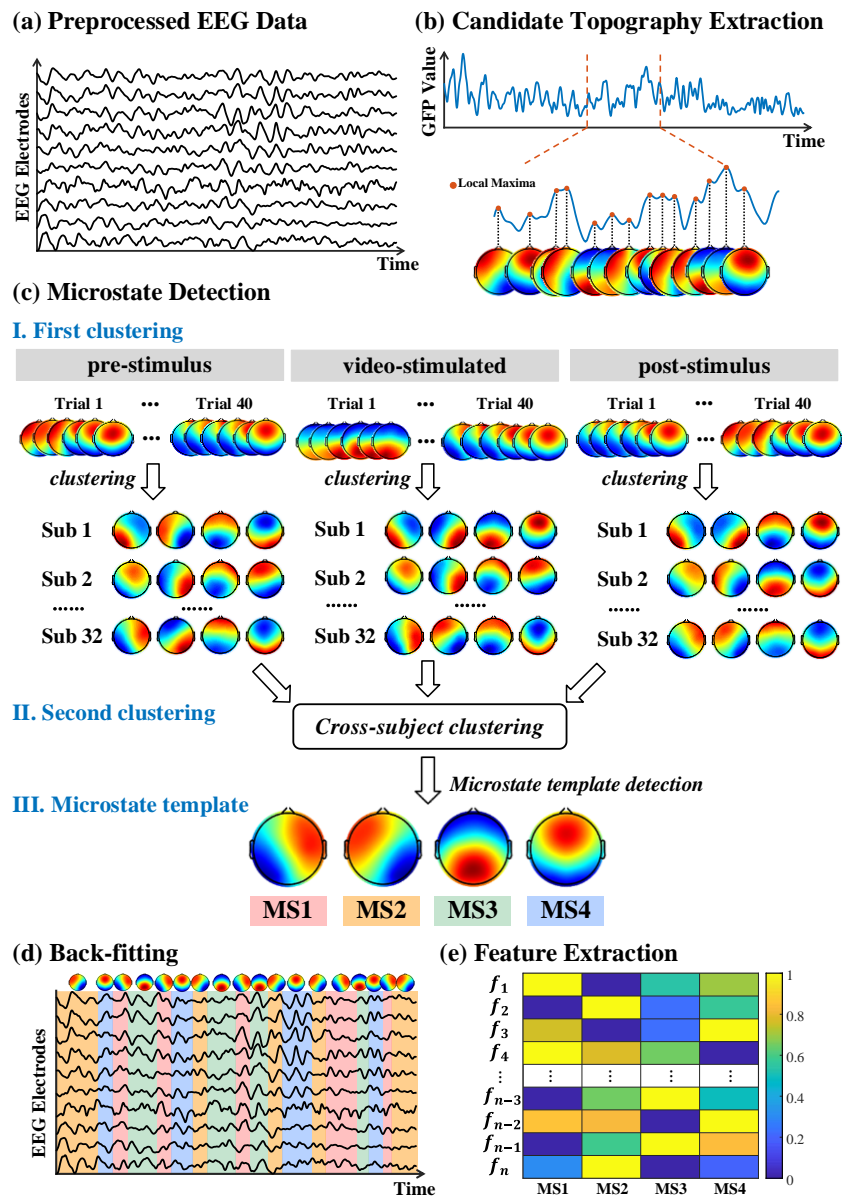 (a) Preprocessed EEG Data
EEG Electrodes
Time
(b) Candidate Topography Extraction
GFP Value
Time
Local Maxima
(c) Microstate Detection
I. First clustering
pre-stimulus
video-stimulated
post-stimulus
Trial 1 ... Trial 40
Trial 1 ... Trial 40
Trial 1 ... Trial 40
...
...
...
clustering
clustering
clustering
Sub 1
Sub 1
Sub 1
Sub 2
Sub 2
Sub 2
...... ......
...... ......
...... ......
Sub 32
Sub 32
Sub 32
II. Second clustering
Cross-subject clustering
Microstate template detection
III. Microstate template
MS1 MS2 MS3 MS4
(d) Back-fitting
EEG Electrodes
Time
(e) Feature Extraction
f₁
f₂
f₃
f₄
⋮ ⋮ ⋮ ⋮ ⋮
fₙ₋₃
fₙ₋₂
fₙ₋₁
fₙ
MS1 MS2 MS3 MS4
1
0.8
0.6
0.4
0.2
0